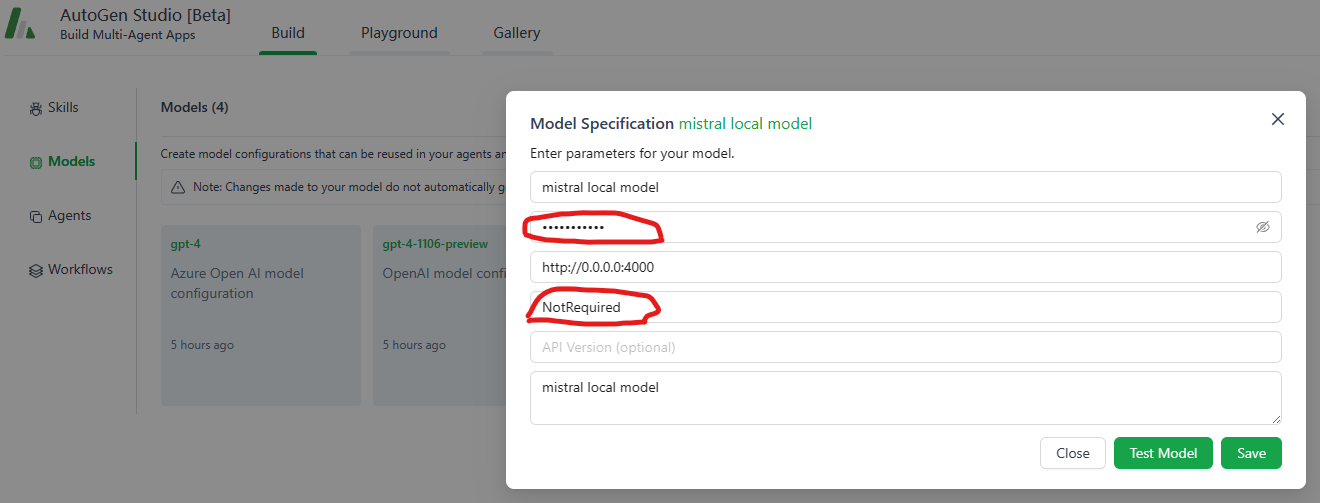 AutoGen Studio [Beta]
Build Multi-Agent Apps
Build
Playground
Gallery
Skills
Models
Agents
Workflows
Models (4)
Create model configurations that can be reused in your agents an
Note: Changes made to your model do not automatically g
gpt-4
Azure Open AI model
configuration
5 hours ago
gpt-4-1106-preview
OpenAI model confi
5 hours ago
Model Specification mistral local model
Enter parameters for your model.
mistral local model
•••••••••••
http://0.0.0.0:4000
NotRequired
API Version (optional)
mistral local model
Close
Test Model
Save